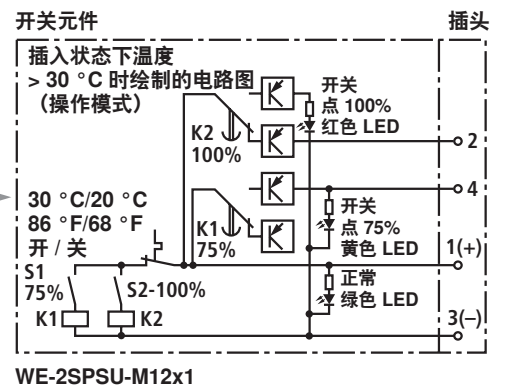 开关元件
插头
插入状态下温度
> 30 °C 时绘制的电路图
（操作模式）
开关
点 100%
红色 LED
K2
100%
2
4
30 °C/20 °C
86 °F/68 °F
开 / 关
K1
75%
开关
点 75%
黄色 LED
1(+)
S1
75%
S2-100%
正常
绿色 LED
K1
K2
3(–)
WE-2SPSU-M12x1